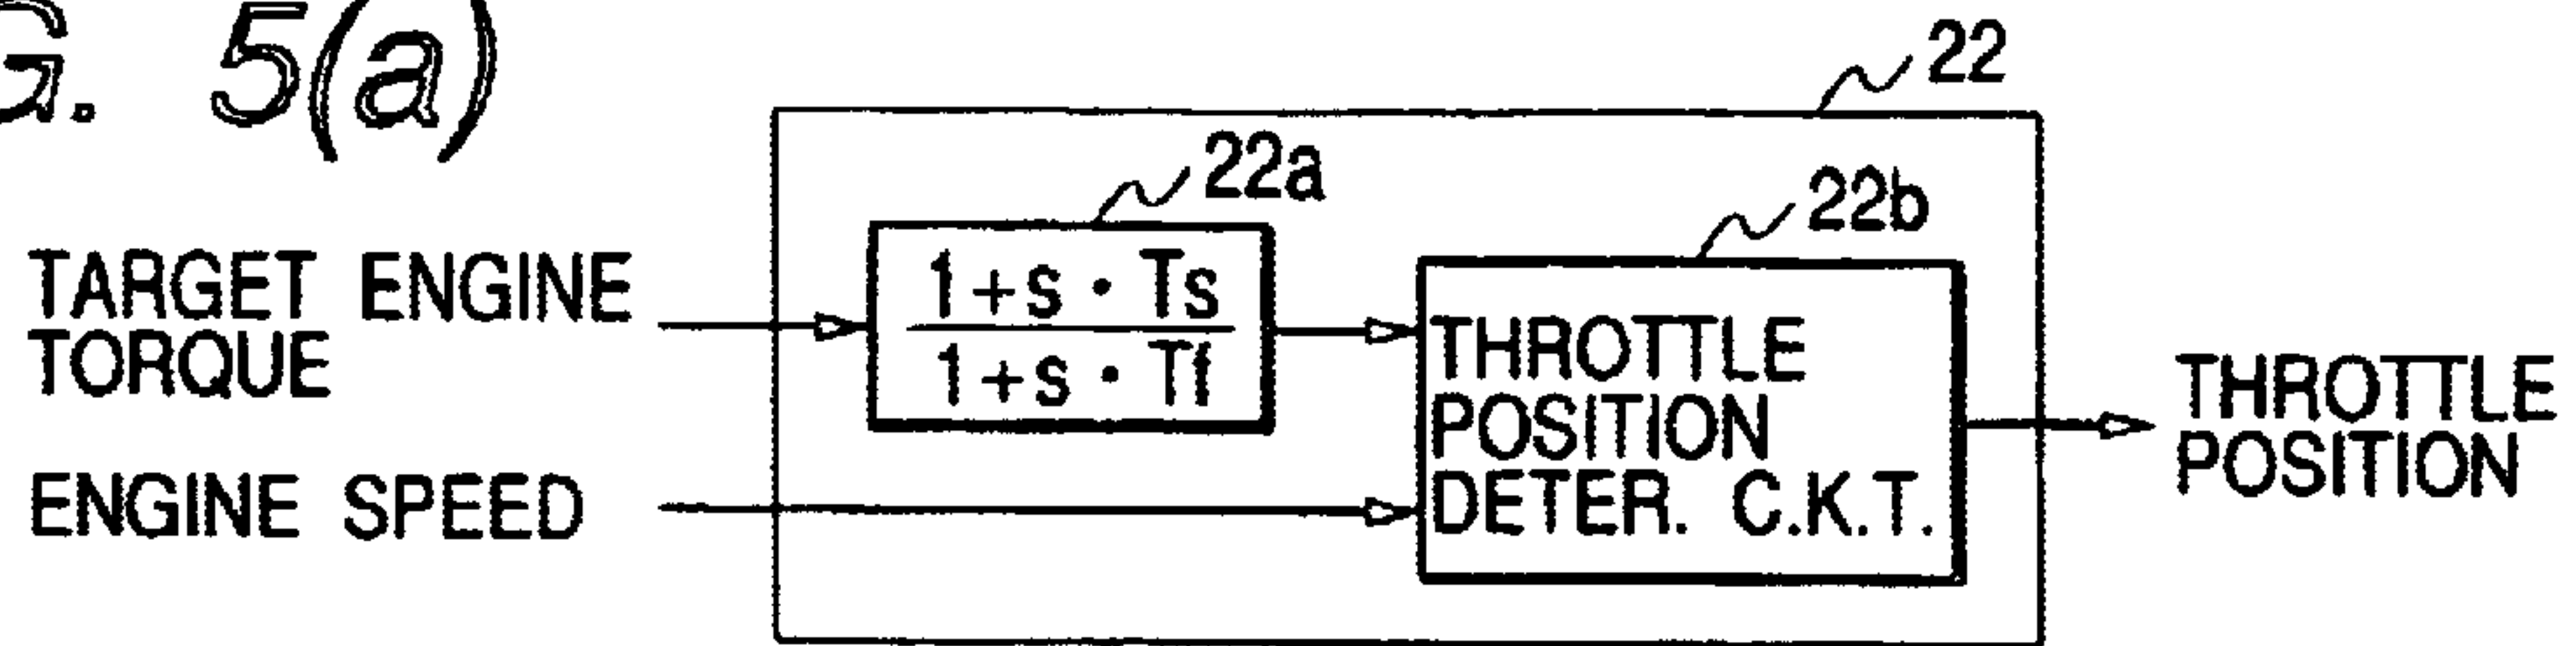 G. 5(a)
22
22a
22b
TARGET ENGINE
TORQUE
1+s · Ts
1+s · Tf
THROTTLE
POSITION
DETER. C.K.T.
THROTTLE
POSITION
ENGINE SPEED